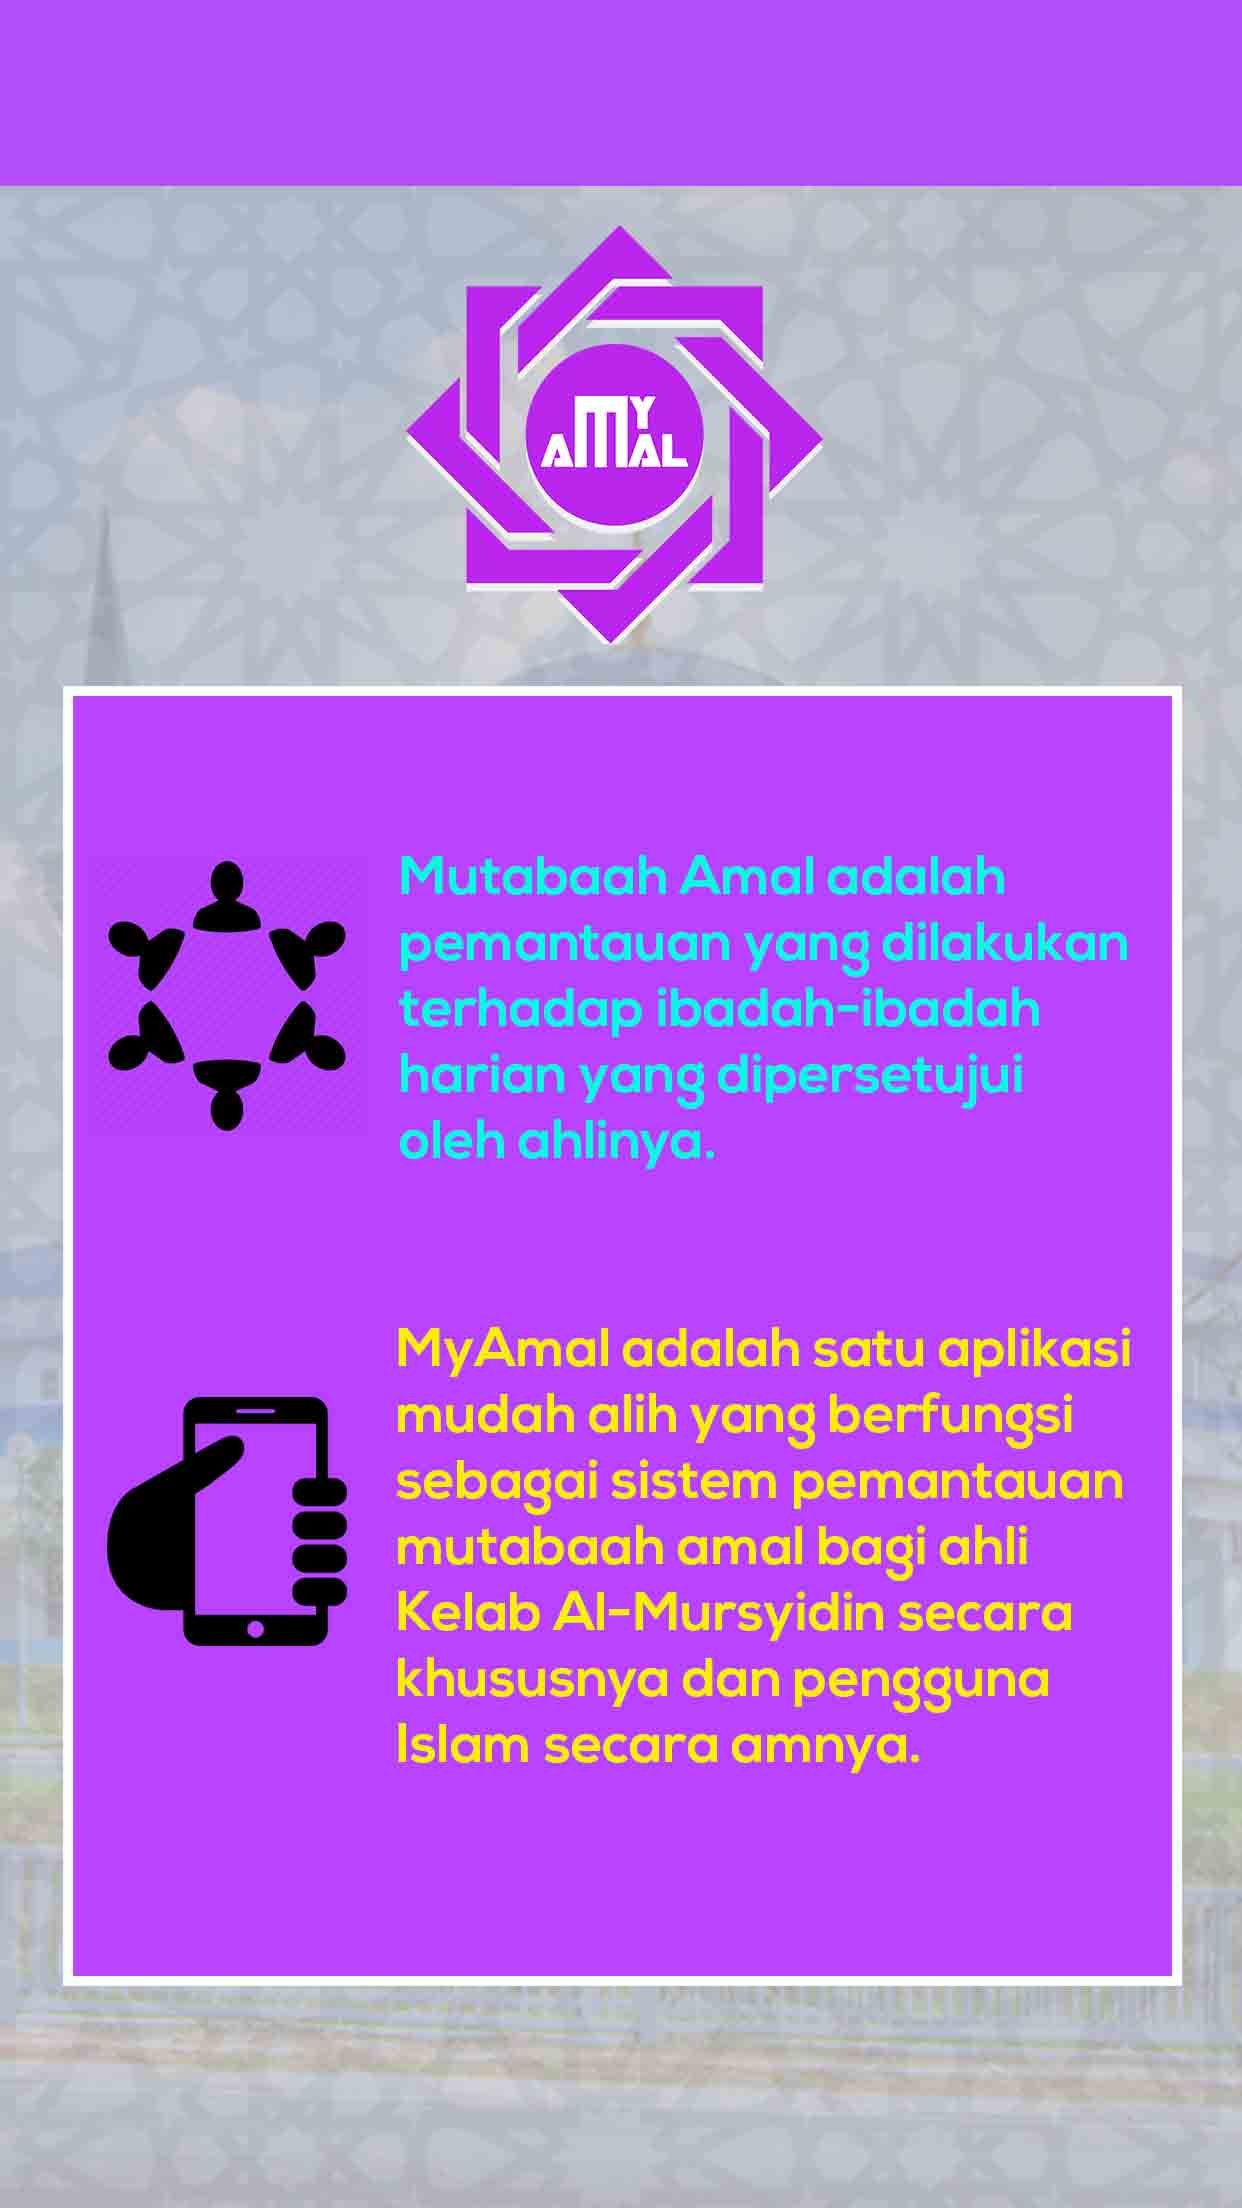 MY
AMAL
Mutabaah Amal adalah
pemantauan yang dilakukan
terhadap ibadah-ibadah
harian yang dipersetujui
oleh ahlinya.
MyAmal adalah satu aplikasi
mudah alih yang berfungsi
sebagai sistem pemantauan
mutabaah amal bagi ahli
Kelab Al-Mursyidin secara
khususnya dan pengguna
Islam secara amnya.